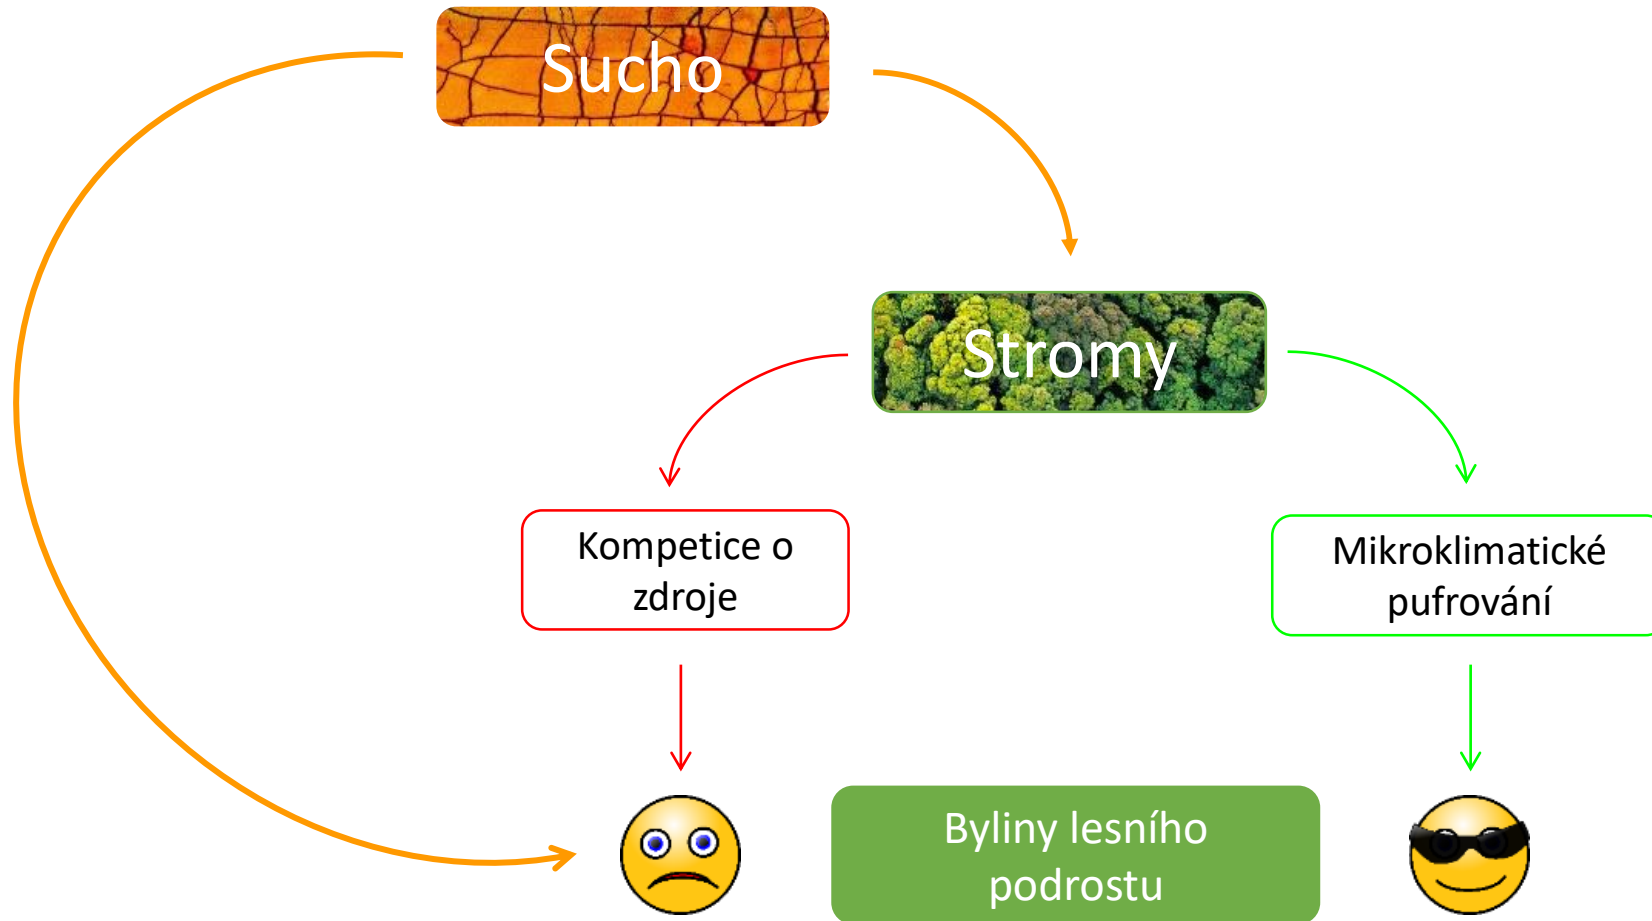 Sucho
Stromy
Kompetice o
zdroje
Mikroklimatické
pufrování
Byliny lesního
podrostu